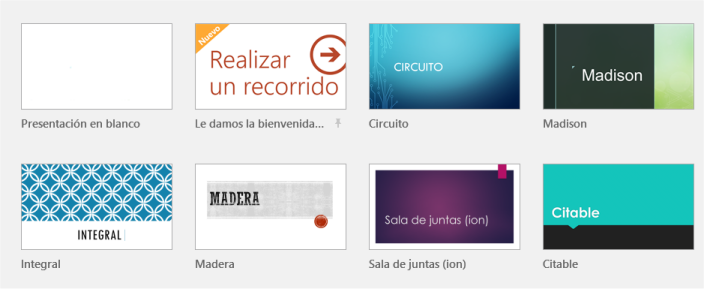 Nuevo
Realizar
un recorrido
CIRCUITO
Madison
Presentación en blanco
Le damos la bienvenida...
Circuito
Madison
INTEGRAL
MADERA
Sala de juntas (ion)
Citable
Integral
Madera
Sala de juntas (ion)
Citable